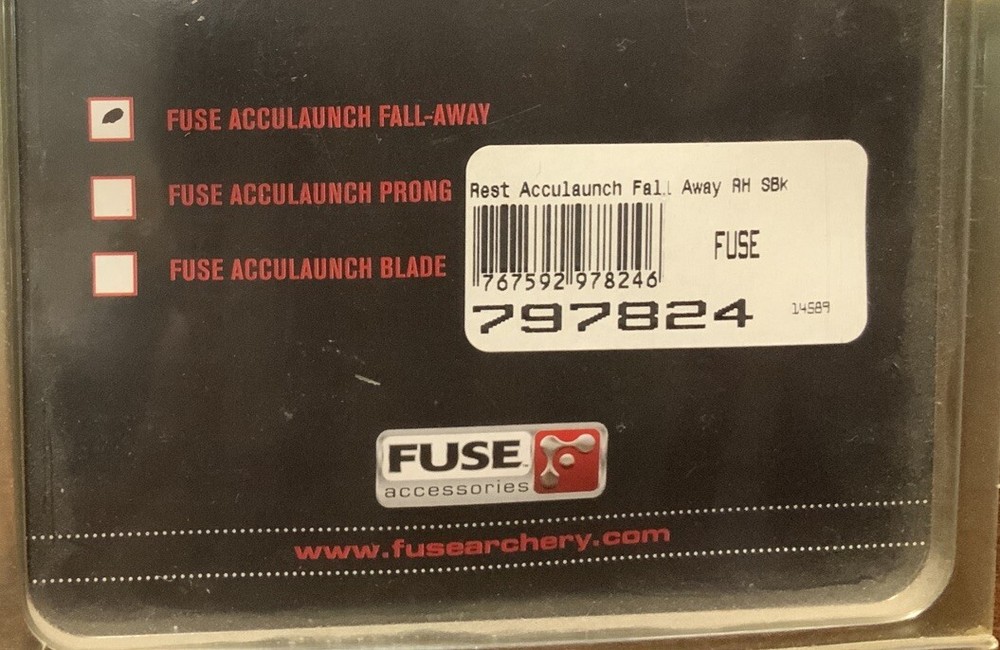 FUSE ACCULAUNCH FALL-AWAY
FUSE ACCULAUNCH PRONG
FUSE ACCULAUNCH BLADE
Rest Acculaunch Fall Away RH SBk
FUSE
767592 978246
797824
14589
FUSE™
accessories
www.fusearchery.com